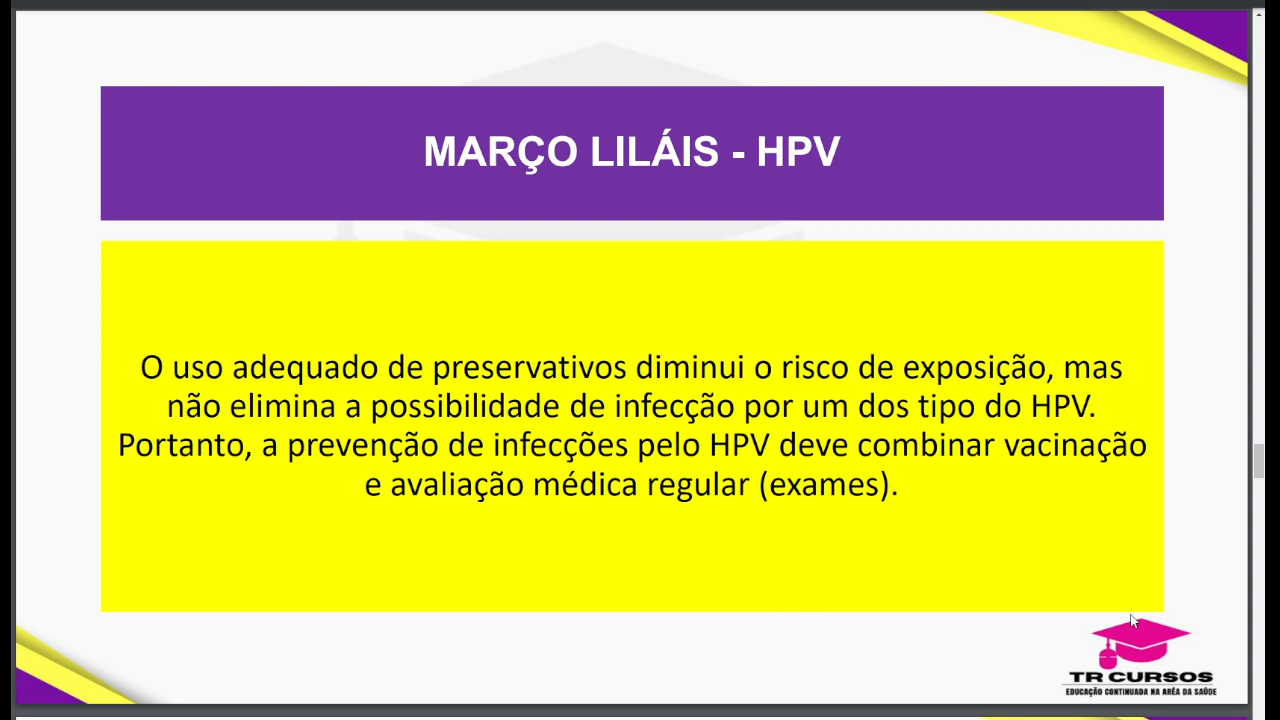 MARÇO LILÁIS - HPV
O uso adequado de preservativos diminui o risco de exposição, mas
não elimina a possibilidade de infecção por um dos tipo do HPV.
Portanto, a prevenção de infecções pelo HPV deve combinar vacinação
e avaliação médica regular (exames).
TR CURSOS
EDUCAÇÃO CONTINUADA NA ARÉA DA SAÚDE